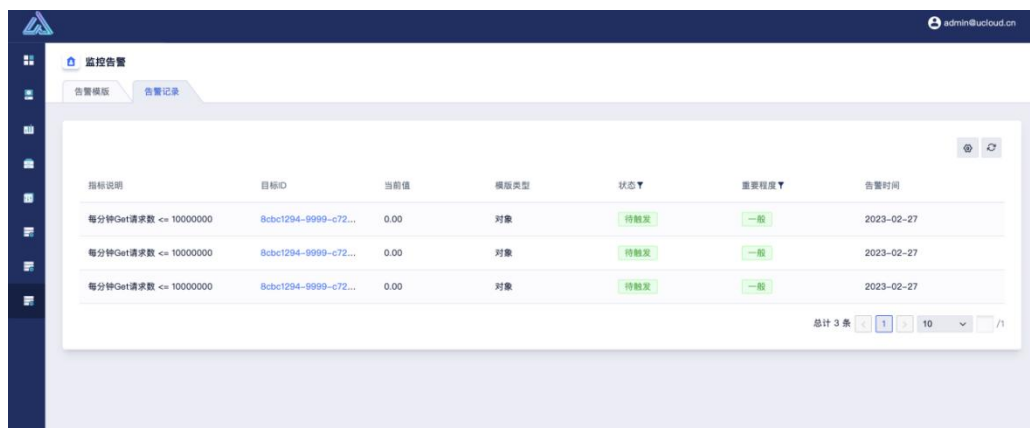 admin@ucloud.cn
监控告警
告警模版 告警记录
指标说明 目标ID 当前值 模版类型 状态 重要程度 告警时间
每分钟Get请求数 <= 10000000 8cbc1294-9999-c72... 0.00 对象 待触发 一般 2023-02-27
每分钟Get请求数 <= 10000000 8cbc1294-9999-c72... 0.00 对象 待触发 一般 2023-02-27
每分钟Get请求数 <= 10000000 8cbc1294-9999-c72... 0.00 对象 待触发 一般 2023-02-27
总计 3 条 < 1 > 10 /1